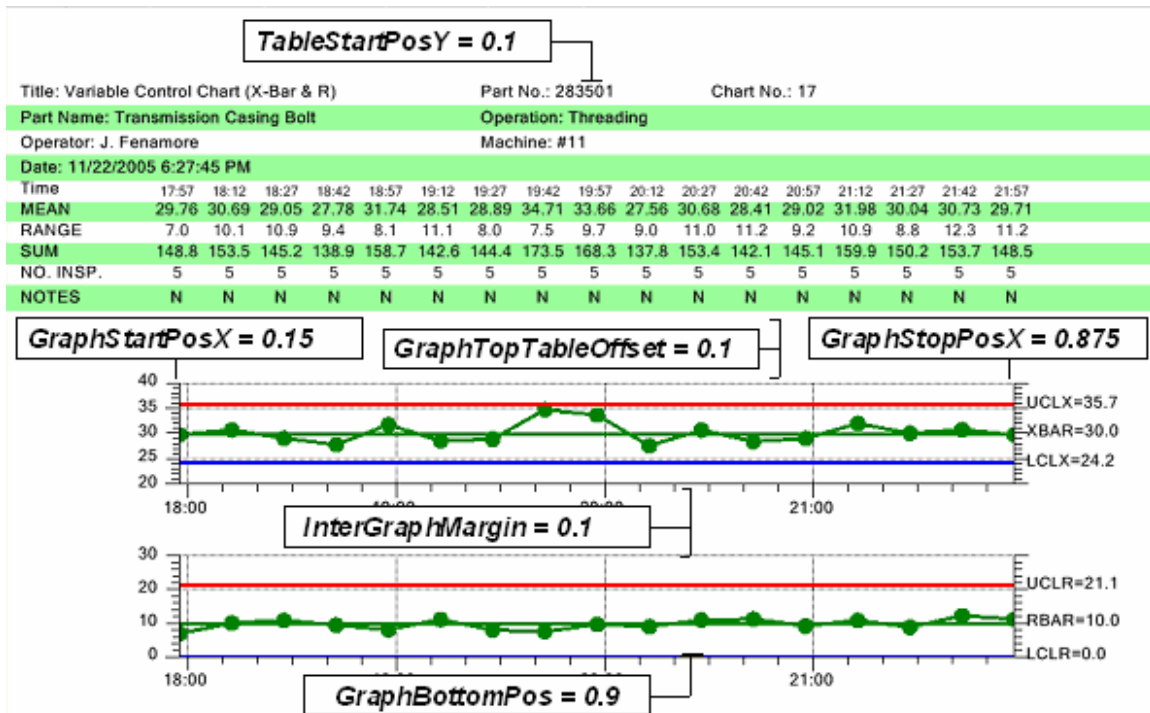 TableStartPosY = 0.1
Title: Variable Control Chart (X-Bar & R) Part No.: 283501 Chart No.: 17
Part Name: Transmission Casing Bolt Operation: Threading
Operator: J. Fenamore Machine: #11
Date: 11/22/2005 6:27:45 PM
Time 17:57 18:12 18:27 18:42 18:57 19:12 19:27 19:42 19:57 20:12 20:27 20:42 20:57 21:12 21:27 21:42 21:57
MEAN 29.76 30.69 29.05 27.78 31.74 28.51 28.89 34.71 33.66 27.56 30.68 28.41 29.02 31.98 30.04 30.73 29.71
RANGE 7.0 10.1 10.9 9.4 8.1 11.1 8.0 7.5 9.7 9.0 11.0 11.2 9.2 10.9 8.8 12.3 11.2
SUM 148.8 153.5 145.2 138.9 158.7 142.6 144.4 173.5 168.3 137.8 153.4 142.1 145.1 159.9 150.2 153.7 148.5
NO. INSP. 5 5 5 5 5 5 5 5 5 5 5 5 5 5 5 5 5
NOTES N N N N N N N N N N N N N N N N N
GraphStartPosX = 0.15 GraphTopTableOffset = 0.1 GraphStopPosX = 0.875
40
35 UCLX=35.7
30 XBAR=30.0
25 LCLX=24.2
20
18:00 21:00
InterGraphMargin = 0.1
30
20 UCLR=21.1
10 RBAR=10.0
0 LCLR=0.0
18:00 21:00
GraphBottomPos = 0.9